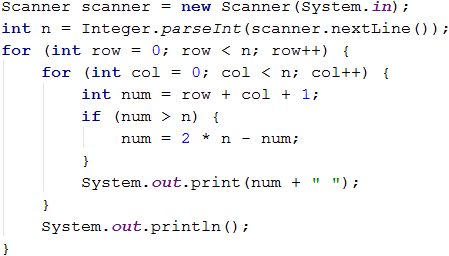 Scanner scanner = new Scanner(System.in);
int n = Integer.parseInt(scanner.nextLine());
for (int row = 0; row < n; row++) {
    for (int col = 0; col < n; col++) {
        int num = row + col + 1;
        if (num > n) {
            num = 2 * n - num;
        }
        System.out.print(num + " ");
    }
    System.out.println();
}